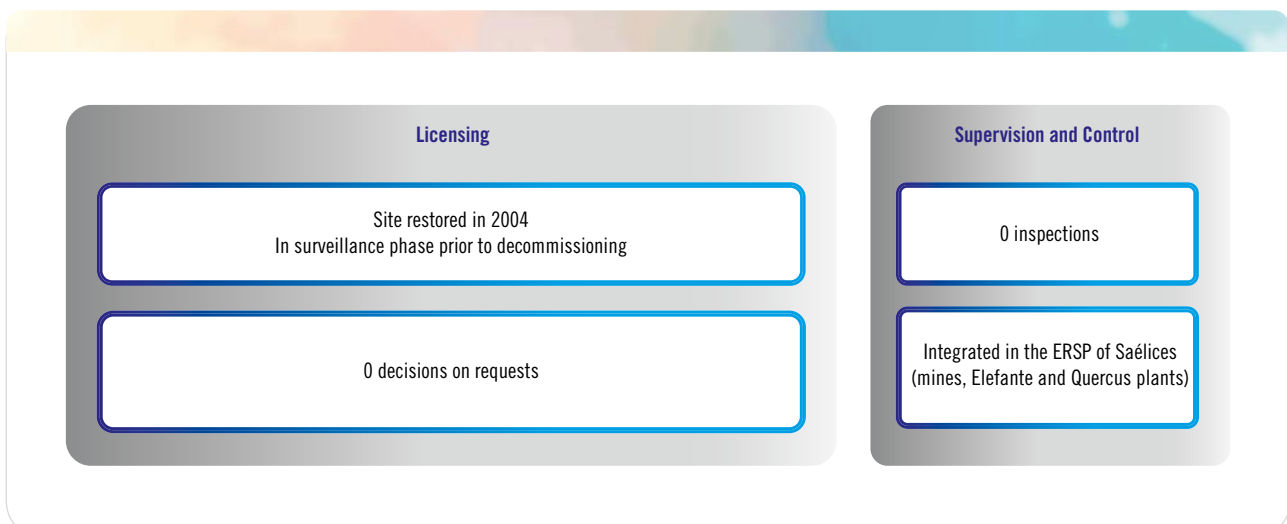 Licensing
Site restored in 2004
In surveillance phase prior to decommissioning
0 decisions on requests
Supervision and Control
0 inspections
Integrated in the ERSP of Saélices
(mines, Elefante and Quercus plants)